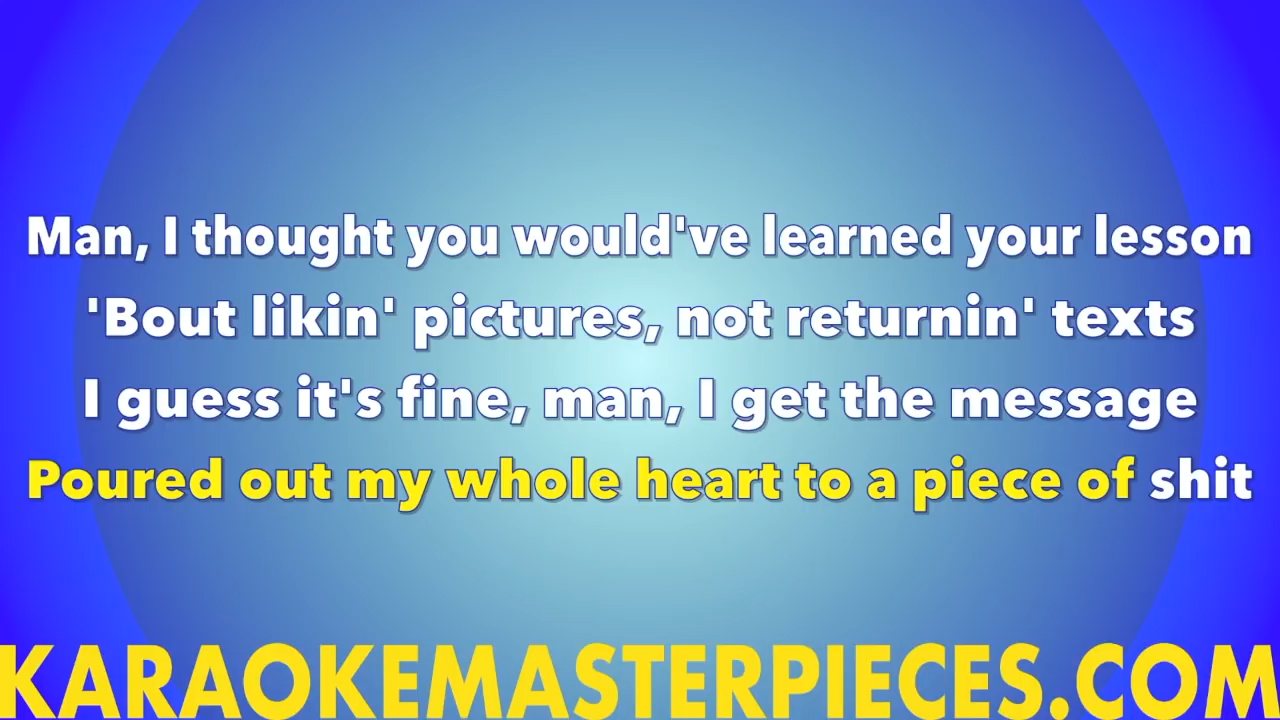 Man, I thought you would've learned your lesson
'Bout likin' pictures, not returnin' texts
I guess it's fine, man, I get the message
Poured out my whole heart to a piece of shit
KARAOKEMASTERPIECES.COM